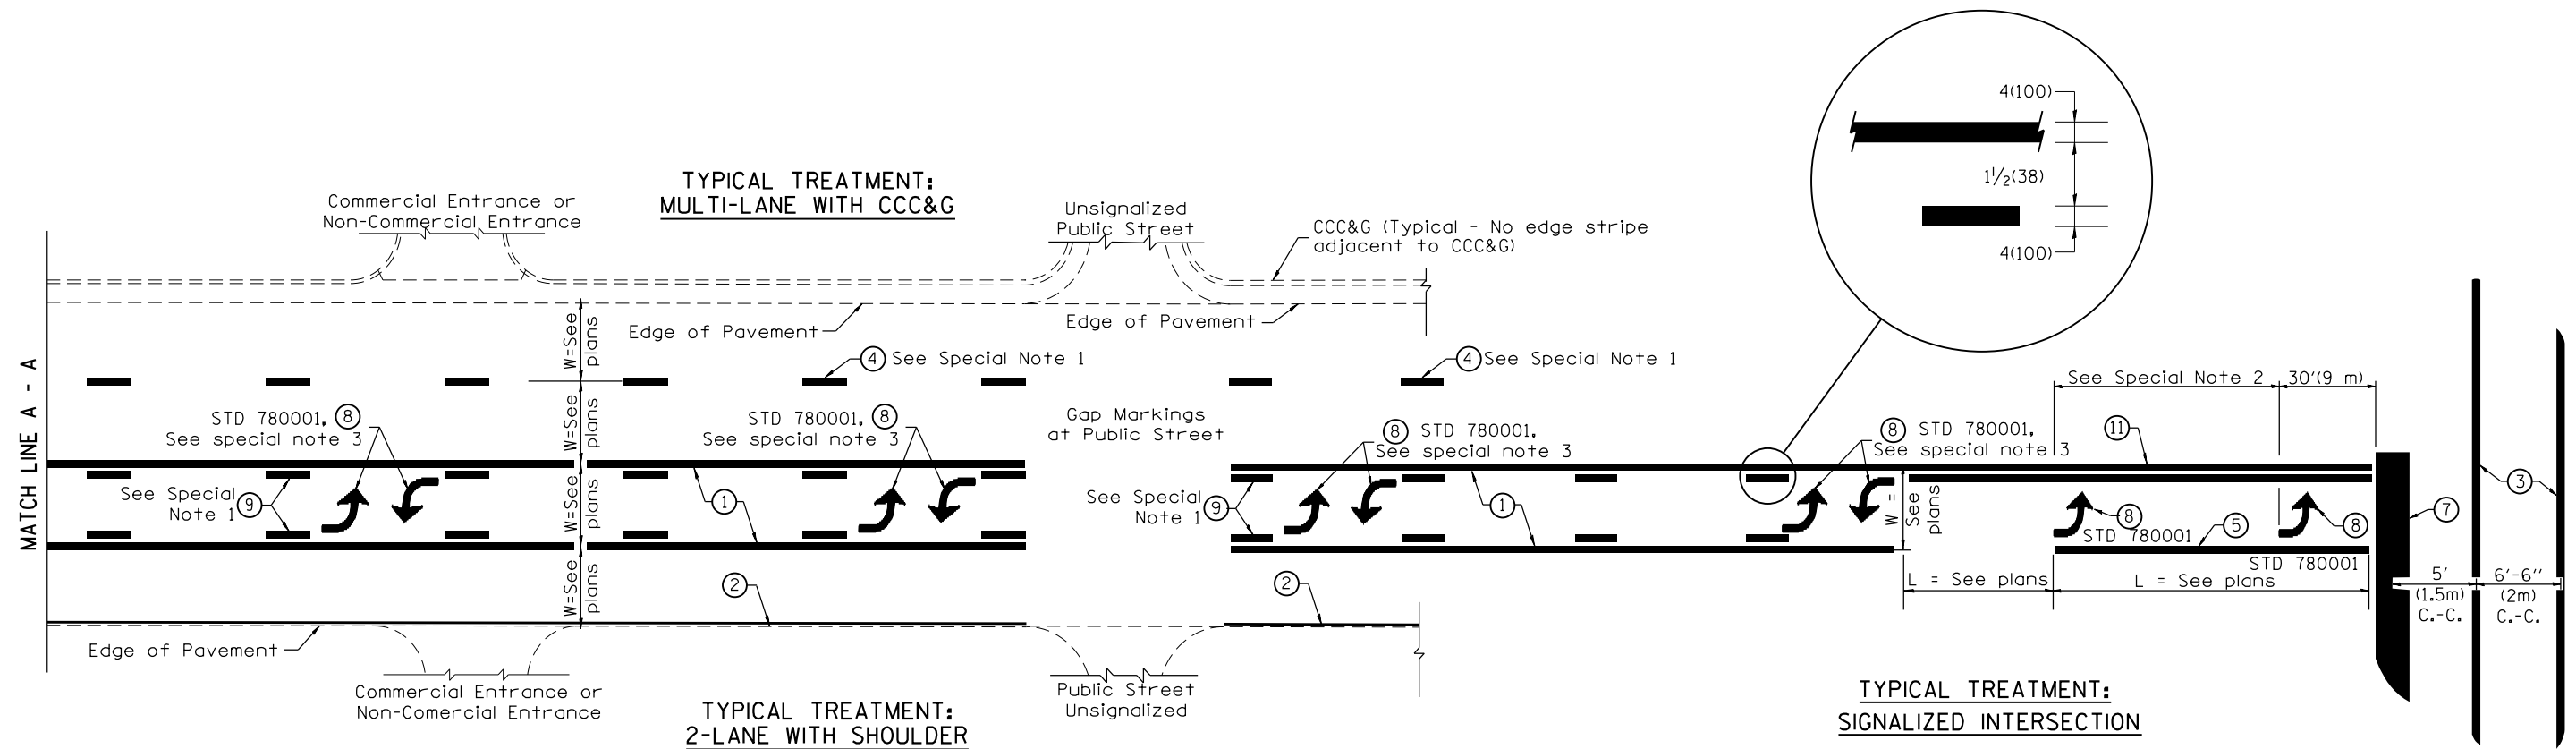 4(100)
1 1/2(38)
4(100)
TYPICAL TREATMENT:
MULTI-LANE WITH CCC&G
Commercial Entrance or
Non-Commercial Entrance
Unsignalized
Public Street
CCC&G (Typical - No edge stripe
adjacent to CCC&G)
Edge of Pavement
Edge of Pavement
W=See
plans
4 See Special Note 1
4 See Special Note 1
MATCH LINE A - A
STD 780001, 8
See special note 3
W=See
plans
STD 780001, 8
See special note 3
Gap Markings
at Public Street
8 STD 780001,
See special note 3
8 STD 780001,
See special note 3
See Special Note 2
30'(9 m)
11
3
See Special
Note 1 9
W=See
plans
1
See Special
Note 1 9
1
W =
See
plans
8
STD 780001
5
8
STD 780001
7
2
W=See
plans
2
L = See plans
L = See plans
5'
(1.5m)
C.-C.
6'-6''
(2m)
C.-C.
Edge of Pavement
Commercial Entrance or
Non-Comercial Entrance
Public Street
Unsignalized
TYPICAL TREATMENT:
2-LANE WITH SHOULDER
TYPICAL TREATMENT:
SIGNALIZED INTERSECTION